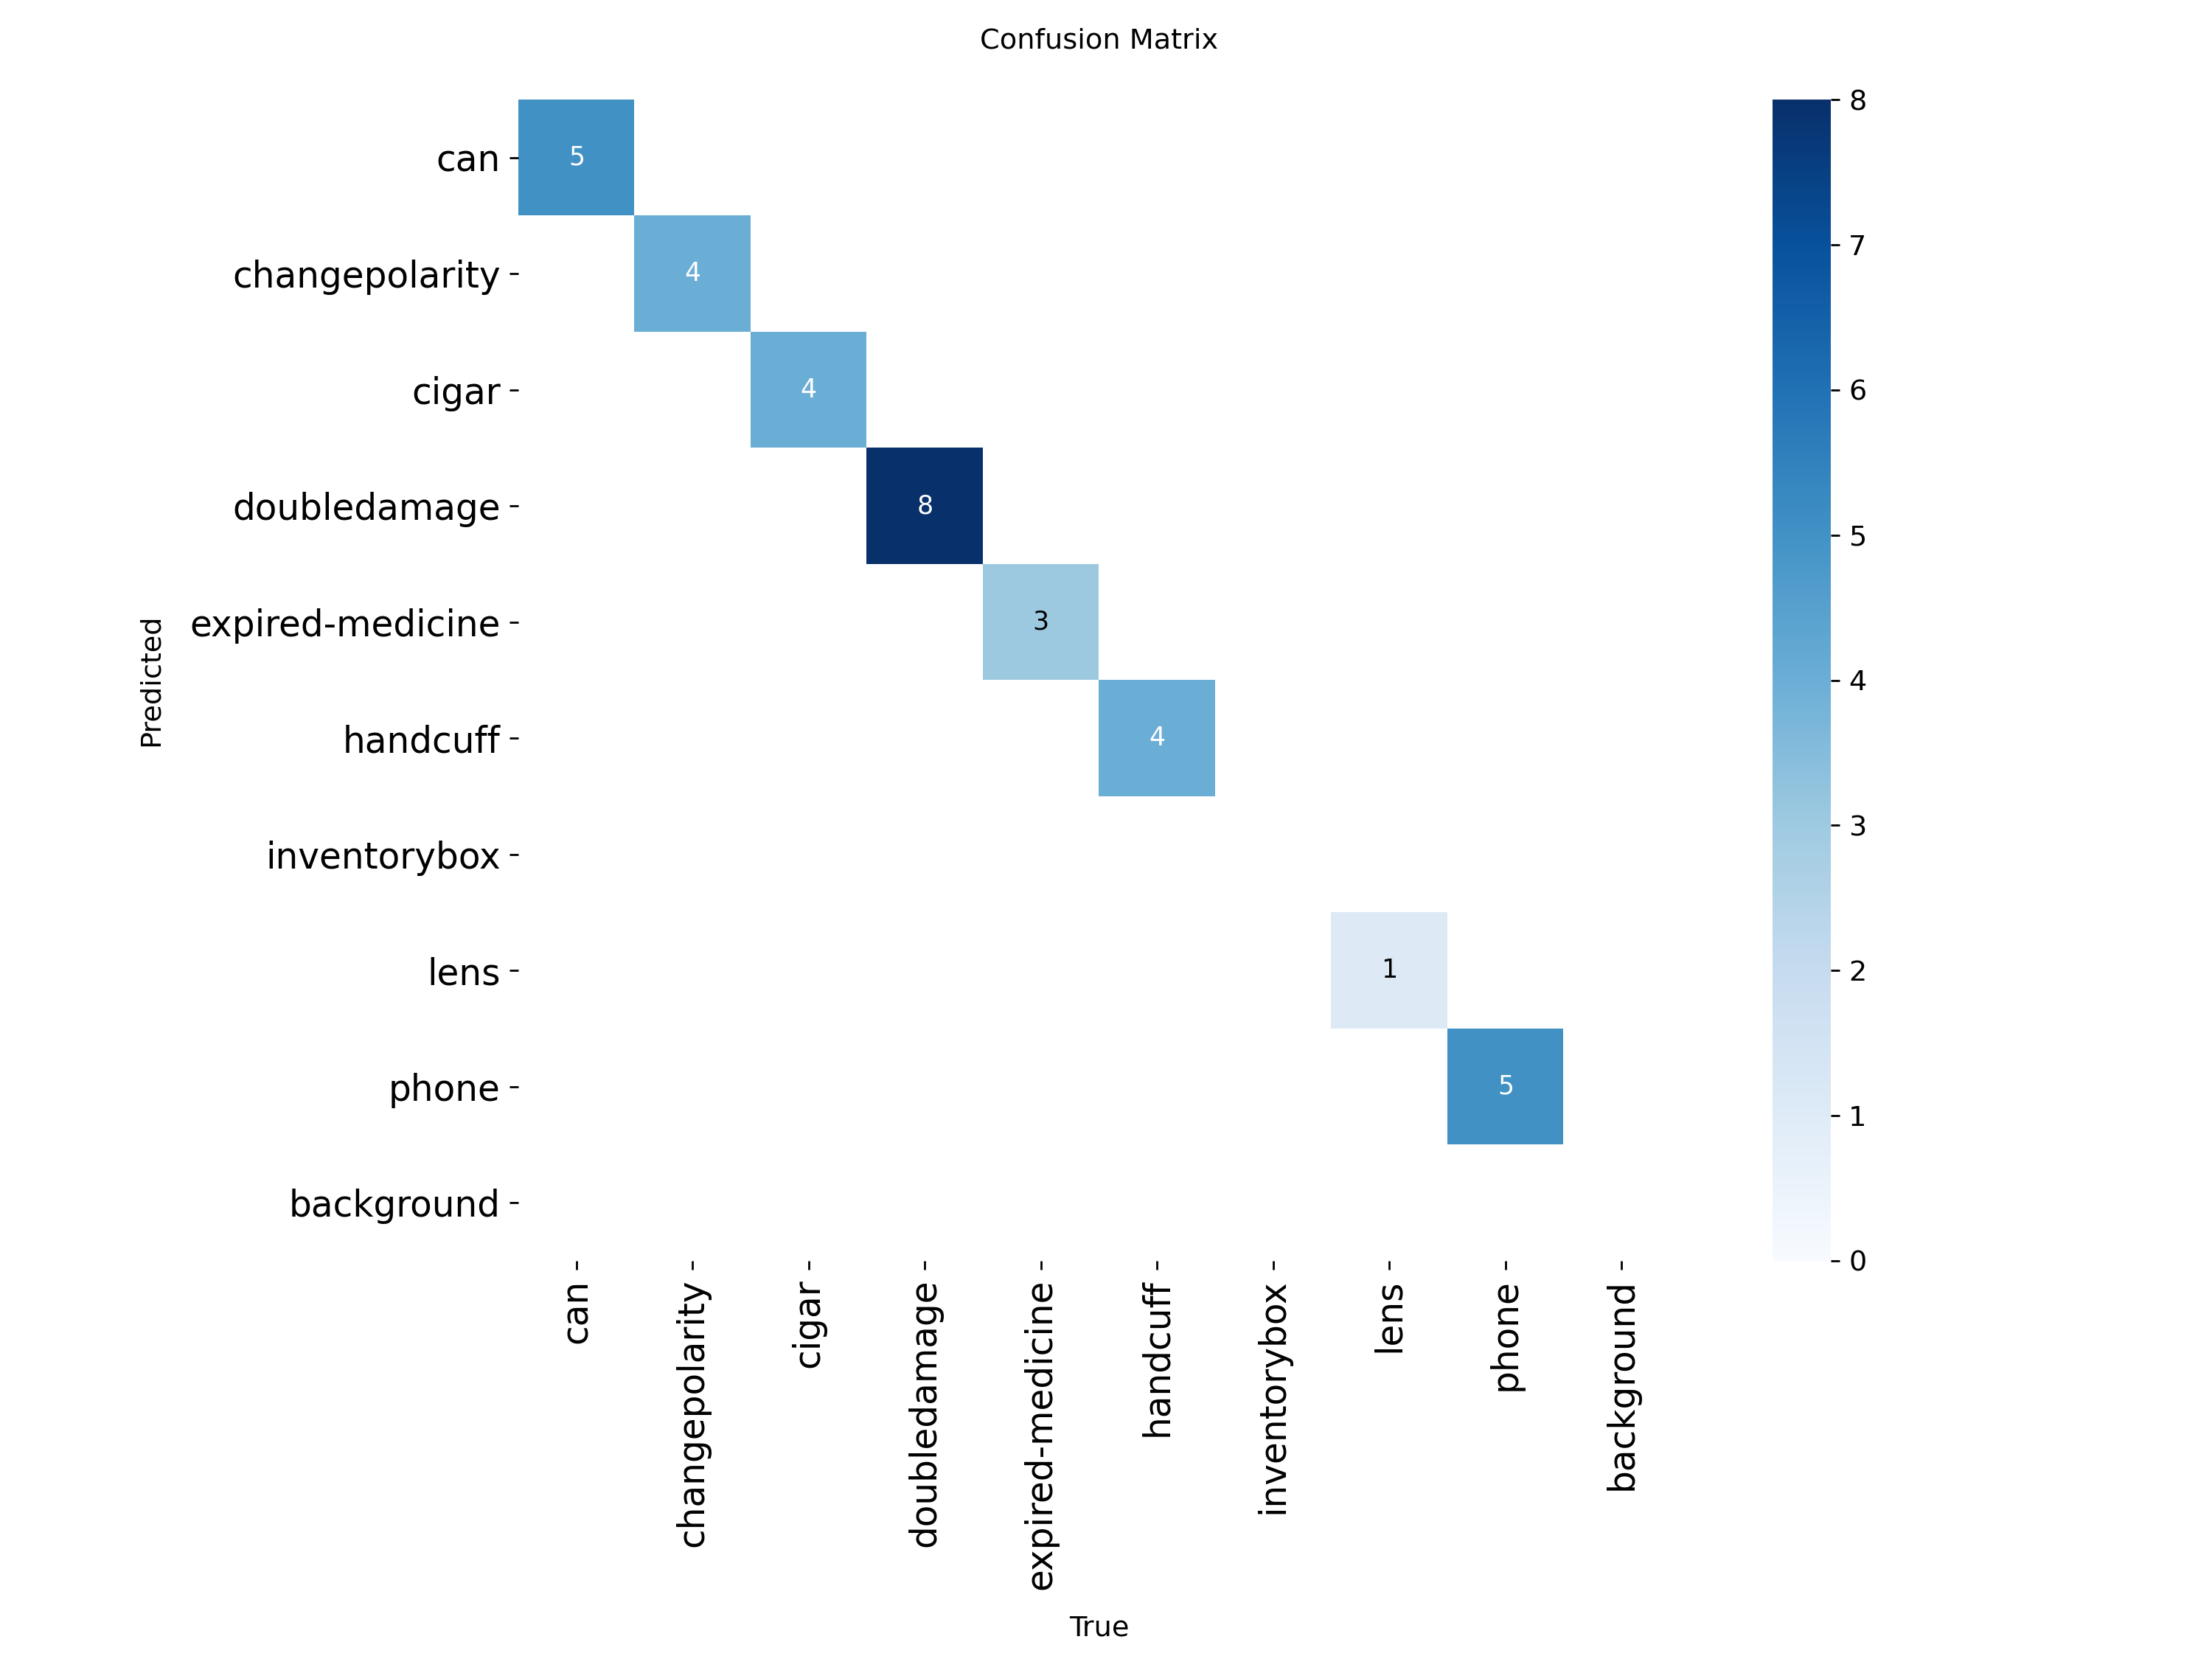 Confusion Matrix
can
5
changepolarity
4
cigar
4
doubledamage
8
expired-medicine
3
handcuff
4
inventorybox
lens
1
phone
5
background
Predicted
can
changepolarity
cigar
doubledamage
expired-medicine
handcuff
inventorybox
lens
phone
background
True
8
7
6
5
4
3
2
1
0